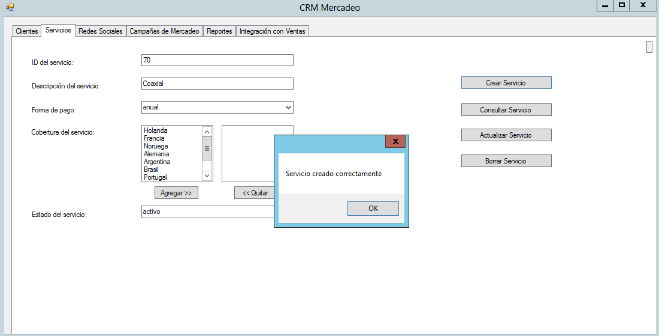 CRM Mercadeo
Clientes Servicios Redes Sociales Campañas de Mercadeo Reportes Integración con Ventas
ID del servicio: 70
Descripción del servicio: Coaxial Crear Servicio
Forma de pago: anual Consultar Servicio
Cobertura del servicio: Holanda
Francia
Noruega
Alemania
Argentina
Brasil
Portugal
Actualizar Servicio
Borrar Servicio
Agregar >> << Quitar
Estado del servicio: activo
X
Servicio creado correctamente
OK